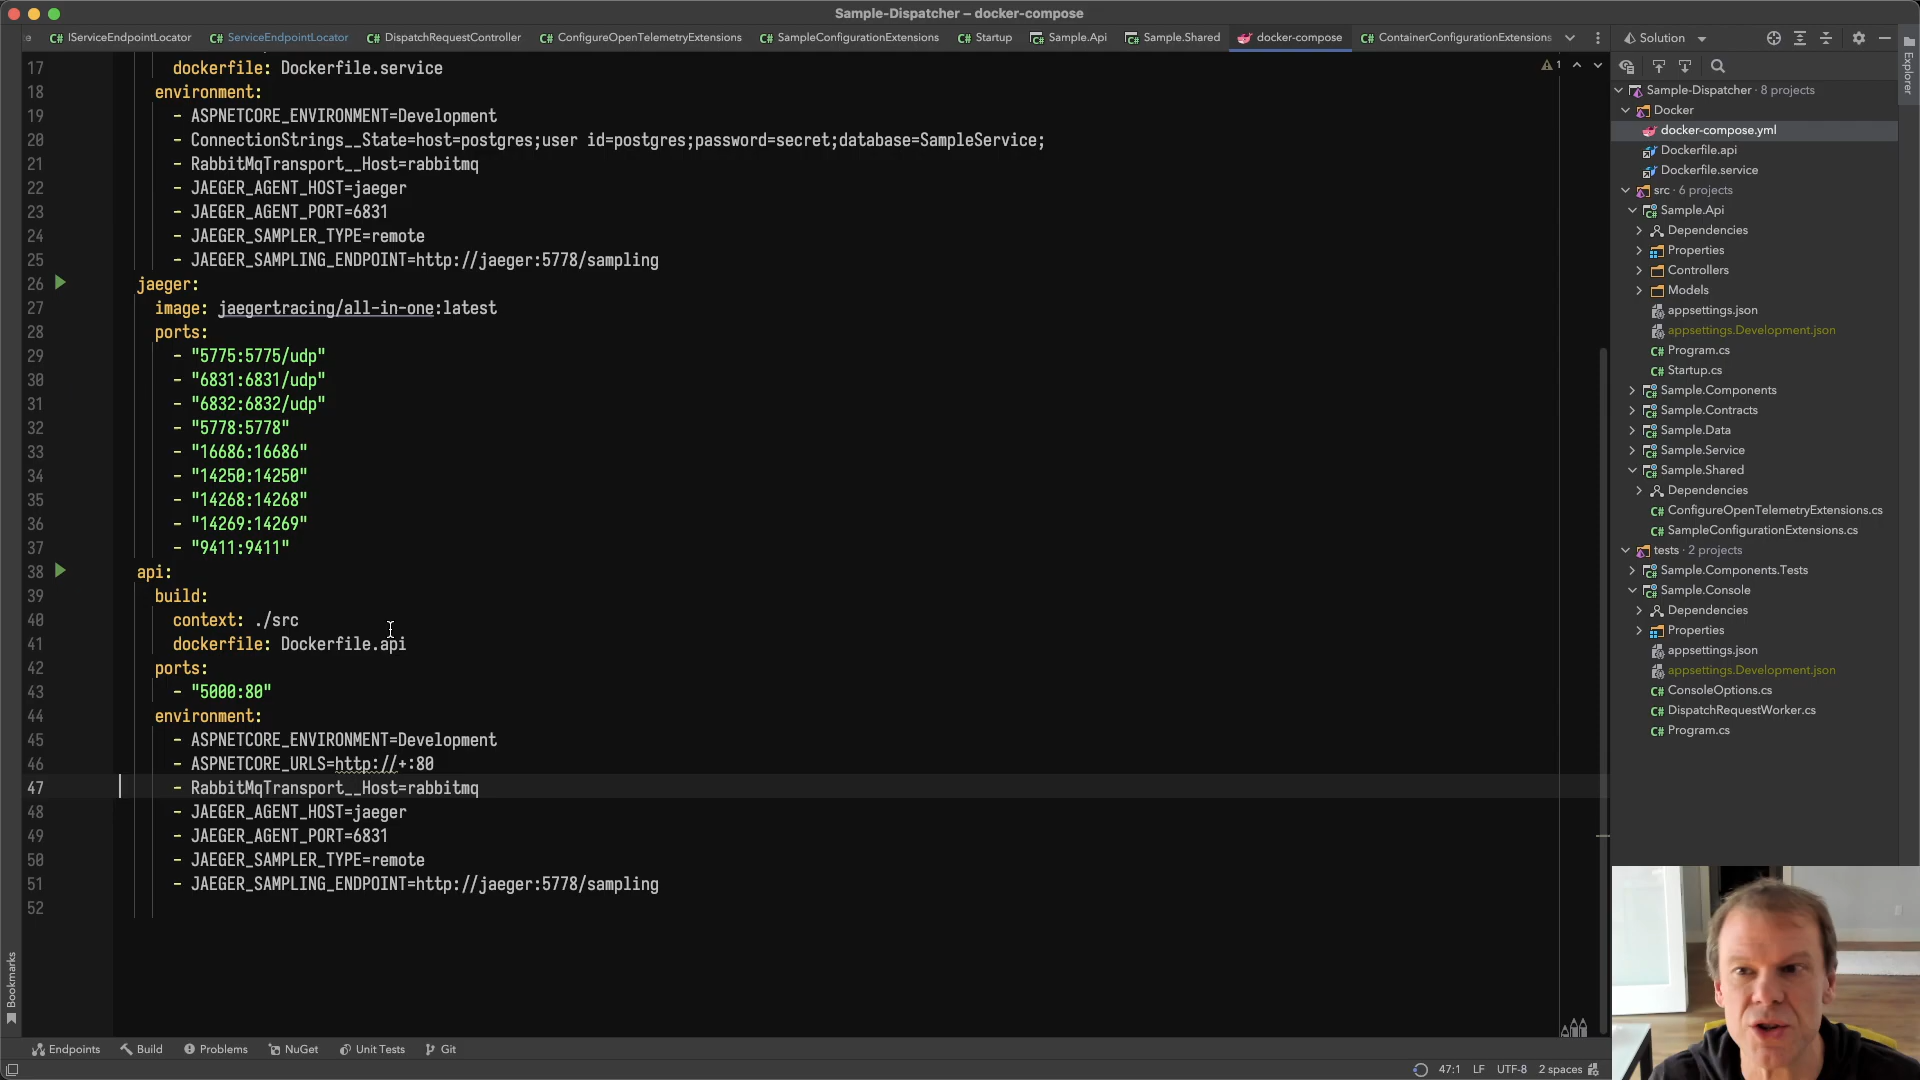 Sample-Dispatcher – docker-compose
IServiceEndpointLocator
ServiceEndpointLocator
DispatchRequestController
ConfigureOpenTelemetryExtensions
SampleConfigurationExtensions
Startup
Sample.Api
Sample.Shared
docker-compose
ContainerConfigurationExtensions
Solution
17 dockerfile: Dockerfile.service
18 environment:
19 - ASPNETCORE_ENVIRONMENT=Development
20 - ConnectionStrings__State=host=postgres;user id=postgres;password=secret;database=SampleService;
21 - RabbitMqTransport__Host=rabbitmq
22 - JAEGER_AGENT_HOST=jaeger
23 - JAEGER_AGENT_PORT=6831
24 - JAEGER_SAMPLER_TYPE=remote
25 - JAEGER_SAMPLING_ENDPOINT=http://jaeger:5778/sampling
26 jaeger:
27 image: jaegertracing/all-in-one:latest
28 ports:
29 - "5775:5775/udp"
30 - "6831:6831/udp"
31 - "6832:6832/udp"
32 - "5778:5778"
33 - "16686:16686"
34 - "14250:14250"
35 - "14268:14268"
36 - "14269:14269"
37 - "9411:9411"
38 api:
39 build:
40 context: ./src
41 dockerfile: Dockerfile.api
42 ports:
43 - "5000:80"
44 environment:
45 - ASPNETCORE_ENVIRONMENT=Development
46 - ASPNETCORE_URLS=http://+:80
47 - RabbitMqTransport__Host=rabbitmq
48 - JAEGER_AGENT_HOST=jaeger
49 - JAEGER_AGENT_PORT=6831
50 - JAEGER_SAMPLER_TYPE=remote
51 - JAEGER_SAMPLING_ENDPOINT=http://jaeger:5778/sampling
52
1
Sample-Dispatcher · 8 projects
Docker
docker-compose.yml
Dockerfile.api
Dockerfile.service
src · 6 projects
Sample.Api
Dependencies
Properties
Controllers
Models
appsettings.json
appsettings.Development.json
C# Program.cs
C# Startup.cs
Sample.Components
Sample.Contracts
Sample.Data
Sample.Service
Sample.Shared
Dependencies
C# ConfigureOpenTelemetryExtensions.cs
C# SampleConfigurationExtensions.cs
tests · 2 projects
Sample.Components.Tests
Sample.Console
Dependencies
Properties
appsettings.json
appsettings.Development.json
C# ConsoleOptions.cs
C# DispatchRequestWorker.cs
C# Program.cs
Explorer
Bookmarks
Endpoints
Build
Problems
NuGet
Unit Tests
Git
47:1
LF
UTF-8
2 spaces